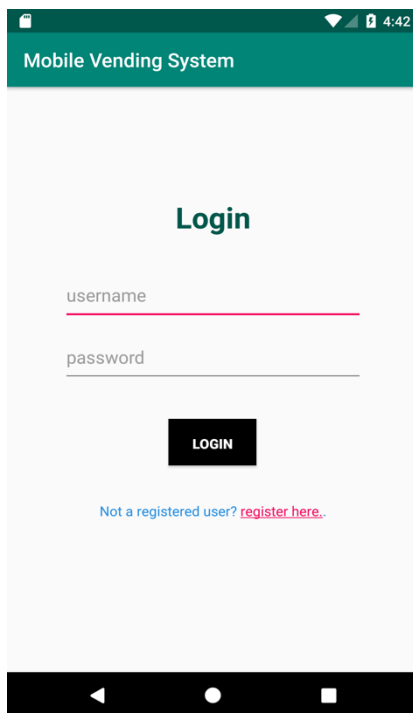 4:42
Mobile Vending System
Login
username
password
LOGIN
Not a registered user? register here..